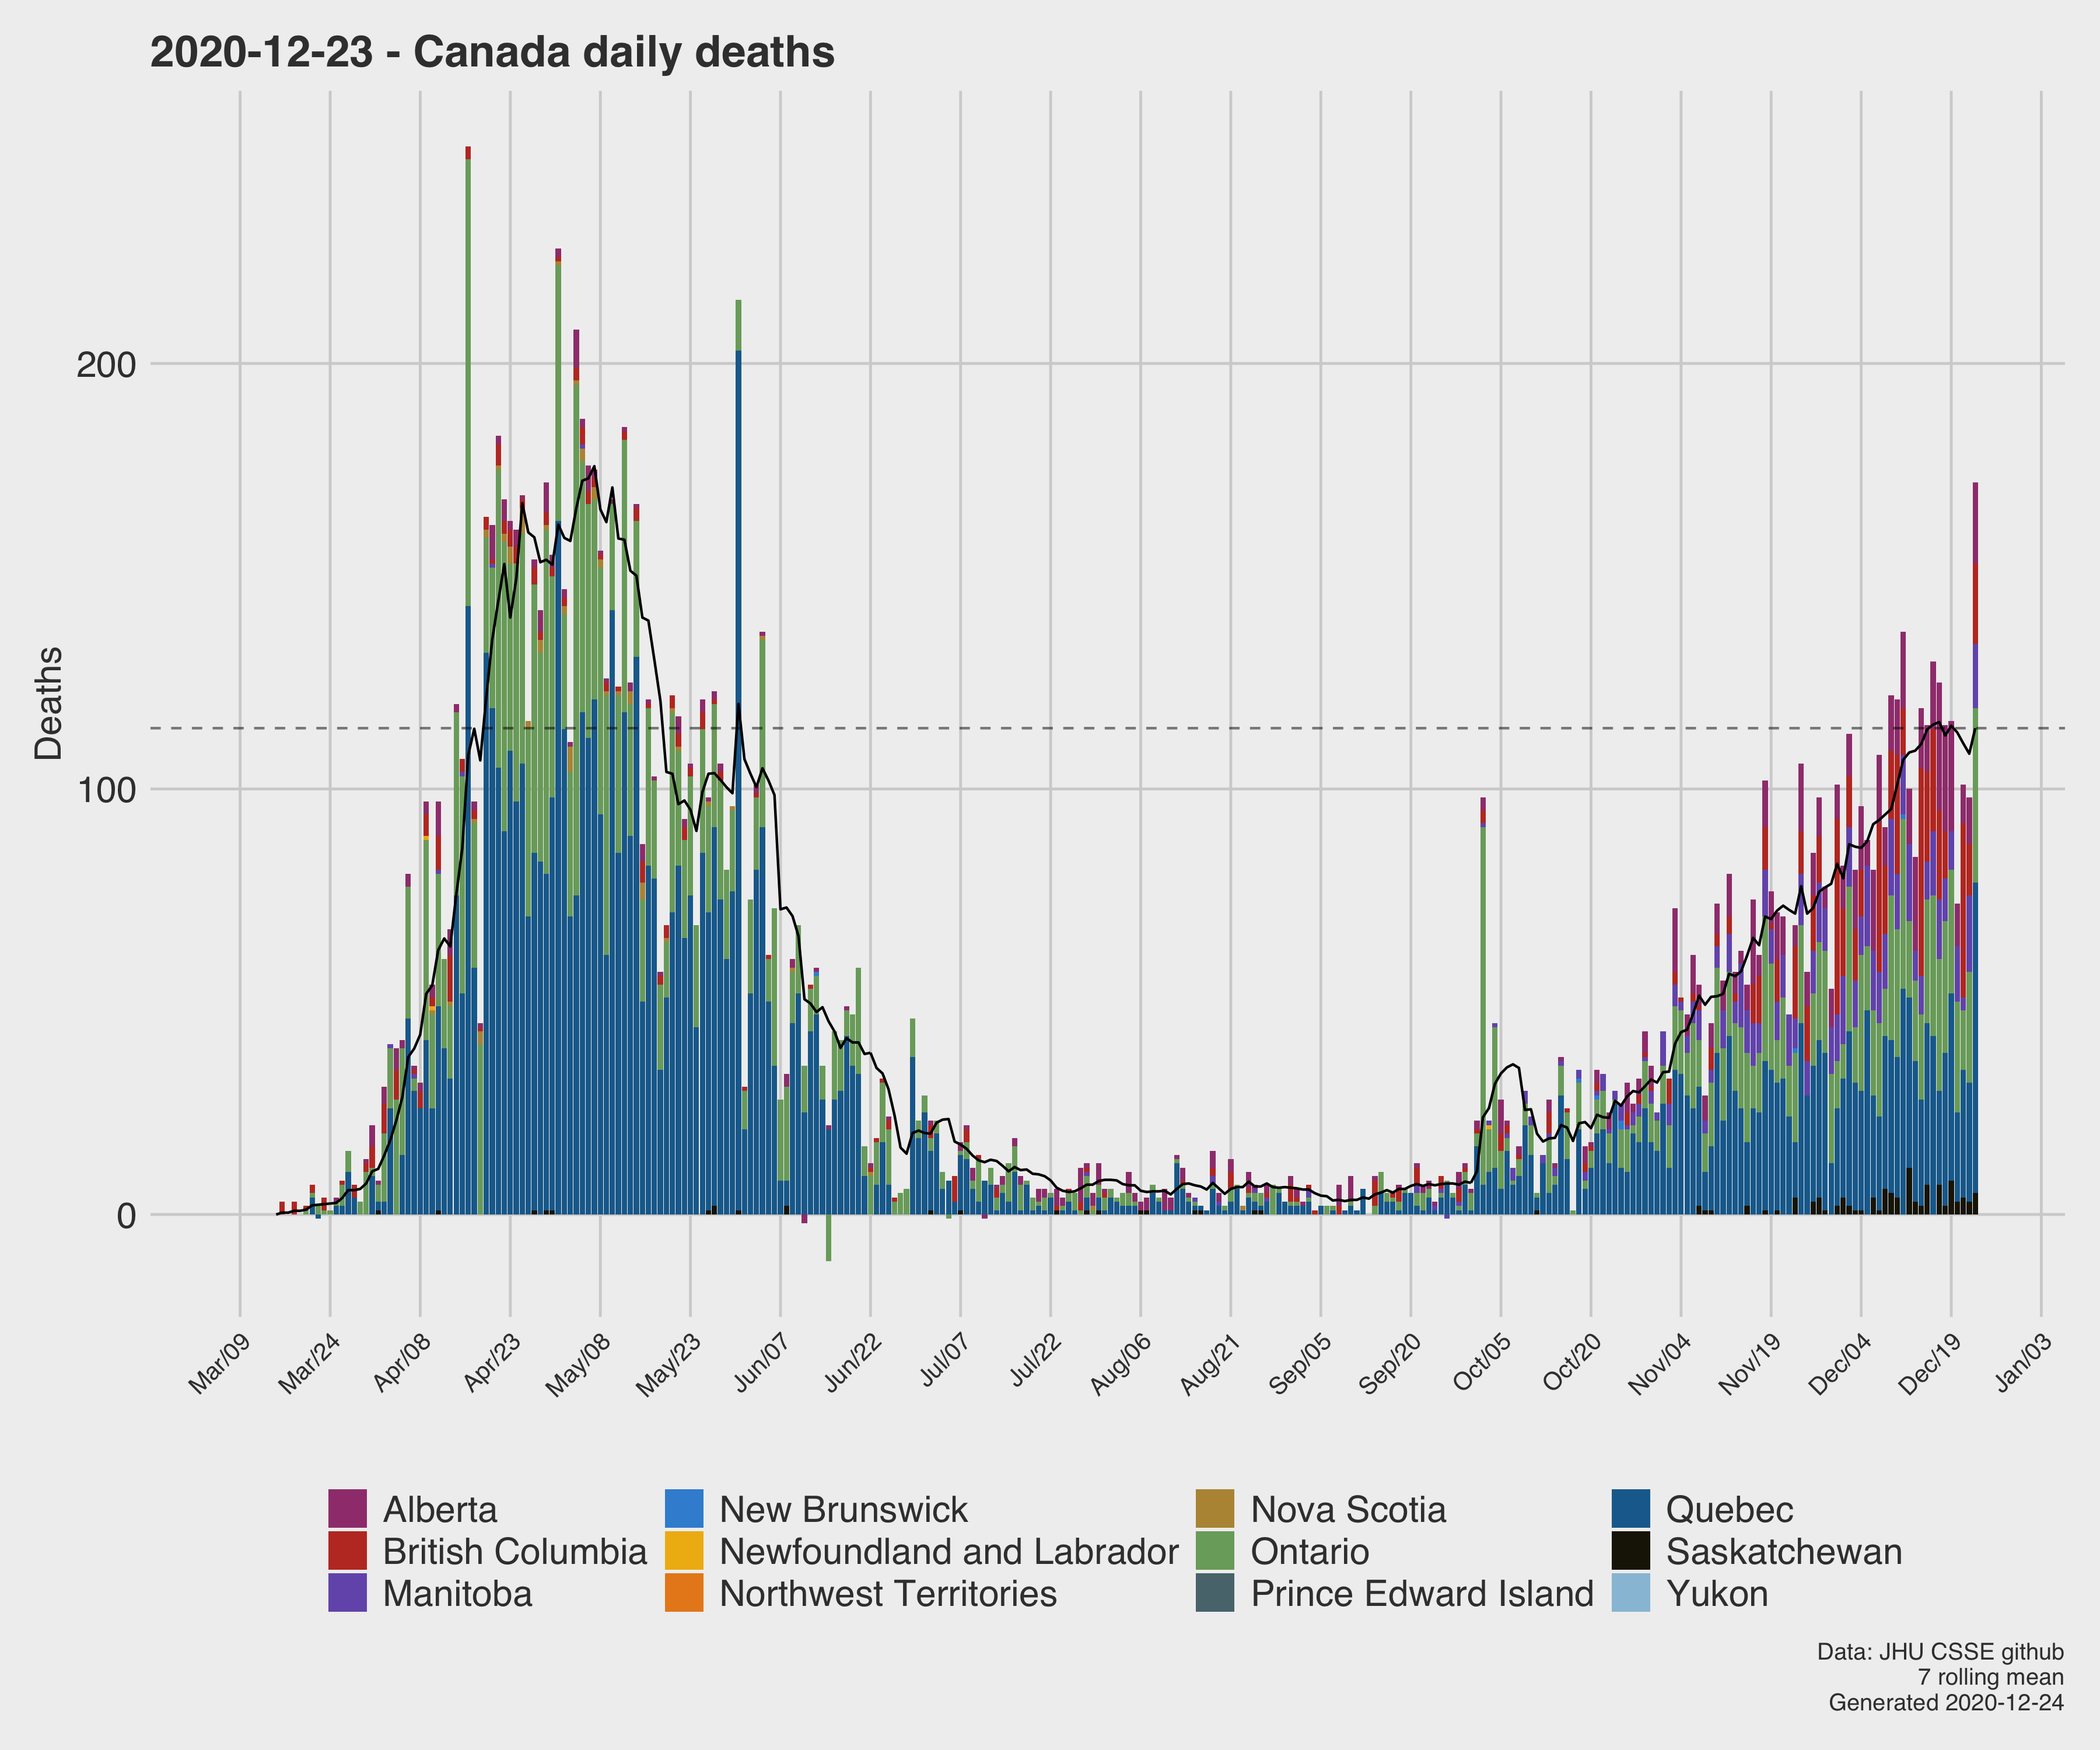 2020-12-23 - Canada daily deaths
Deaths
200
100
0
Mar/09
Mar/24
Apr/08
Apr/23
May/08
May/23
Jun/07
Jun/22
Jul/07
Jul/22
Aug/06
Aug/21
Sep/05
Sep/20
Oct/05
Oct/20
Nov/04
Nov/19
Dec/04
Dec/19
Jan/03
Alberta
British Columbia
Manitoba
New Brunswick
Newfoundland and Labrador
Northwest Territories
Nova Scotia
Ontario
Prince Edward Island
Quebec
Saskatchewan
Yukon
Data: JHU CSSE github
7 rolling mean
Generated 2020-12-24